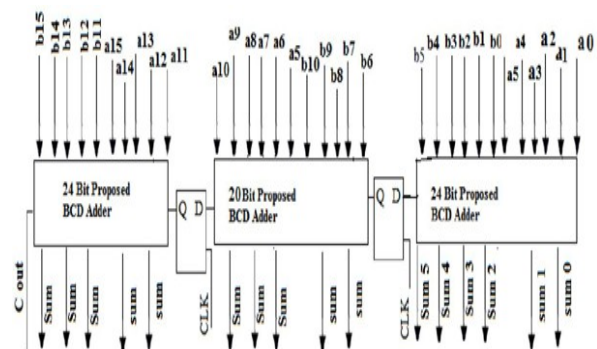 b15 b14 b13 b12 b11 a15 a14 a13 a12 a11
a10 a9 a8 a7 a6 a5 b10 b9 b8 b7 b6
b5 b4 b3 b2 b1 b0 a5 a4 a3 a2 a1 a0
24 Bit Proposed
BCD Adder
Q D
20 Bit Proposed
BCD Adder
Q D
24 Bit Proposed
BCD Adder
C out
Sum
Sum
Sum
sum
sum
CLK
Sum
Sum
Sum
sum
sum
CLK
Sum 5
Sum 4
Sum 3
Sum 2
sum 1
sum 0